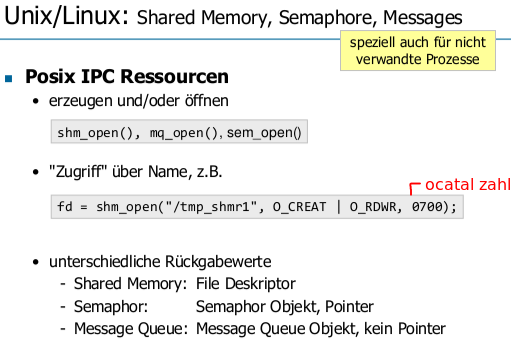 Unix/Linux: Shared Memory, Semaphore, Messages
speziell auch für nicht
verwandte Prozesse
Posix IPC Ressourcen
• erzeugen und/oder öffnen
shm_open(), mq_open(), sem_open()
• "Zugriff" über Name, z.B.
ocatal zahl
fd = shm_open("/tmp_shmr1", O_CREAT | O_RDWR, 0700);
• unterschiedliche Rückgabewerte
- Shared Memory: File Deskriptor
- Semaphor: Semaphor Objekt, Pointer
- Message Queue: Message Queue Objekt, kein Pointer